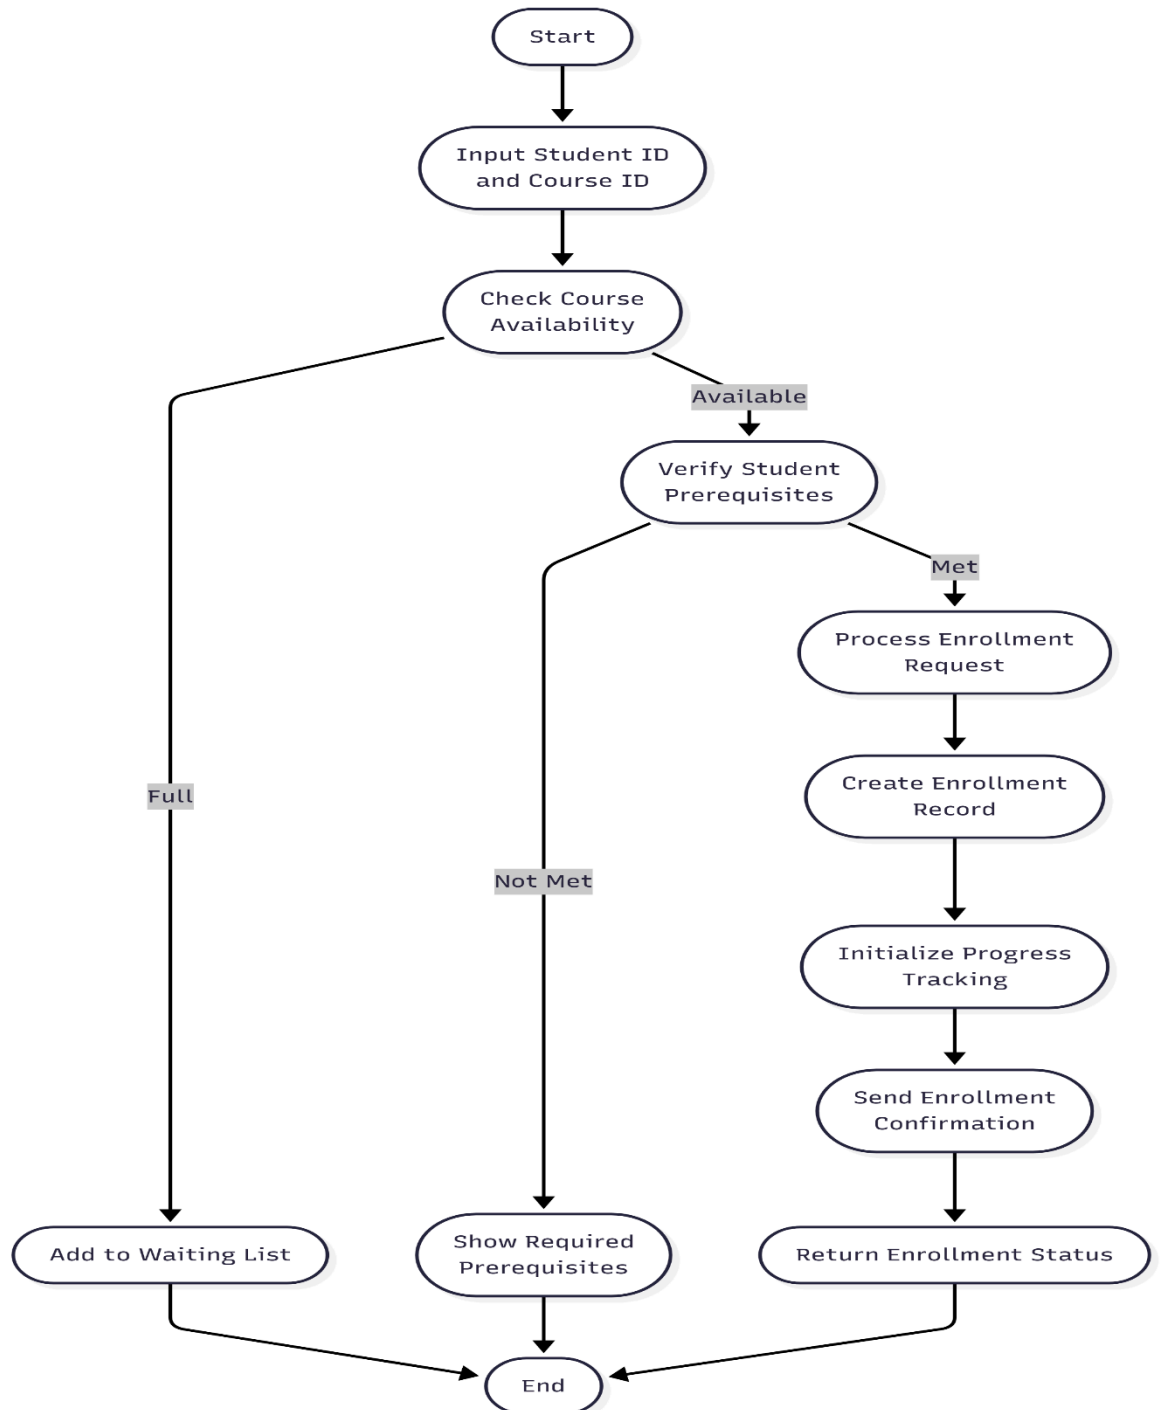 Start
Input Student ID
and Course ID
Check Course
Availability
Available
Verify Student
Prerequisites
Met
Process Enrollment
Request
Full
Create Enrollment
Record
Not Met
Initialize Progress
Tracking
Send Enrollment
Confirmation
Add to Waiting List
Show Required
Prerequisites
Return Enrollment Status
End